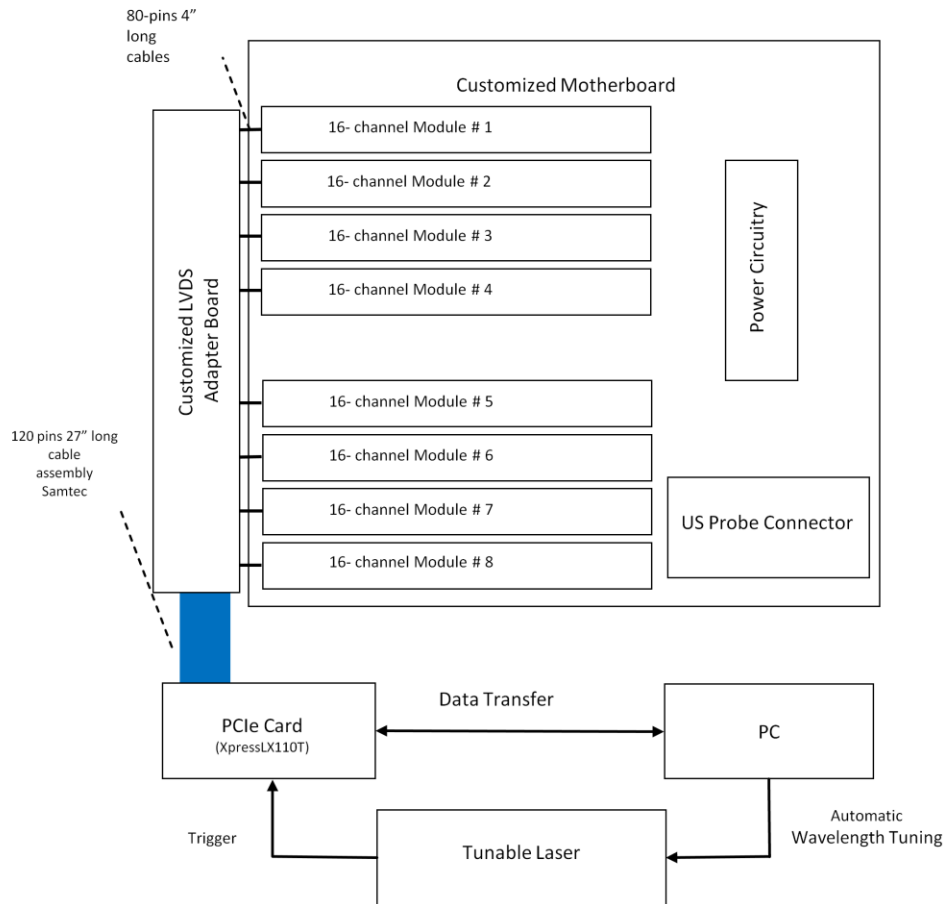 80-pins 4”
long
cables
Customized Motherboard
16- channel Module # 1
16- channel Module # 2
16- channel Module # 3
16- channel Module # 4
Customized LVDS
Adapter Board
Power Circuitry
16- channel Module # 5
16- channel Module # 6
16- channel Module # 7
16- channel Module # 8
US Probe Connector
120 pins 27” long
cable
assembly
Samtec
PCIe Card
(XpressLX110T)
Data Transfer
PC
Trigger
Tunable Laser
Automatic
Wavelength Tuning